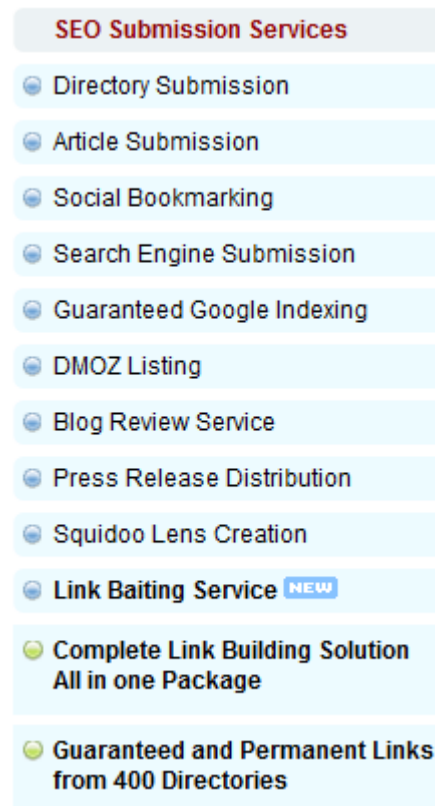 SEO Submission Services
Directory Submission
Article Submission
Social Bookmarking
Search Engine Submission
Guaranteed Google Indexing
DMOZ Listing
Blog Review Service
Press Release Distribution
Squidoo Lens Creation
Link Baiting Service NEW
Complete Link Building Solution
All in one Package
Guaranteed and Permanent Links
from 400 Directories